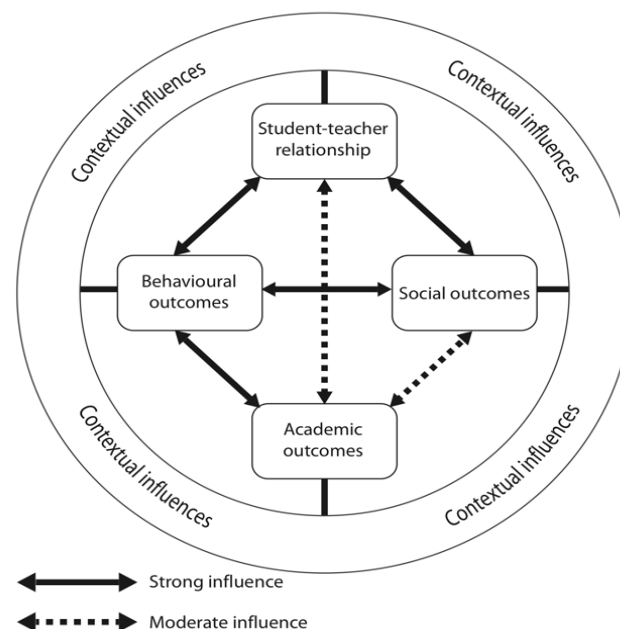 Contextual influences
Contextual influences
Student-teacher
relationship
Behavioural
outcomes
Social outcomes
Academic
outcomes
Contextual influences
Contextual influences
Strong influence
Moderate influence